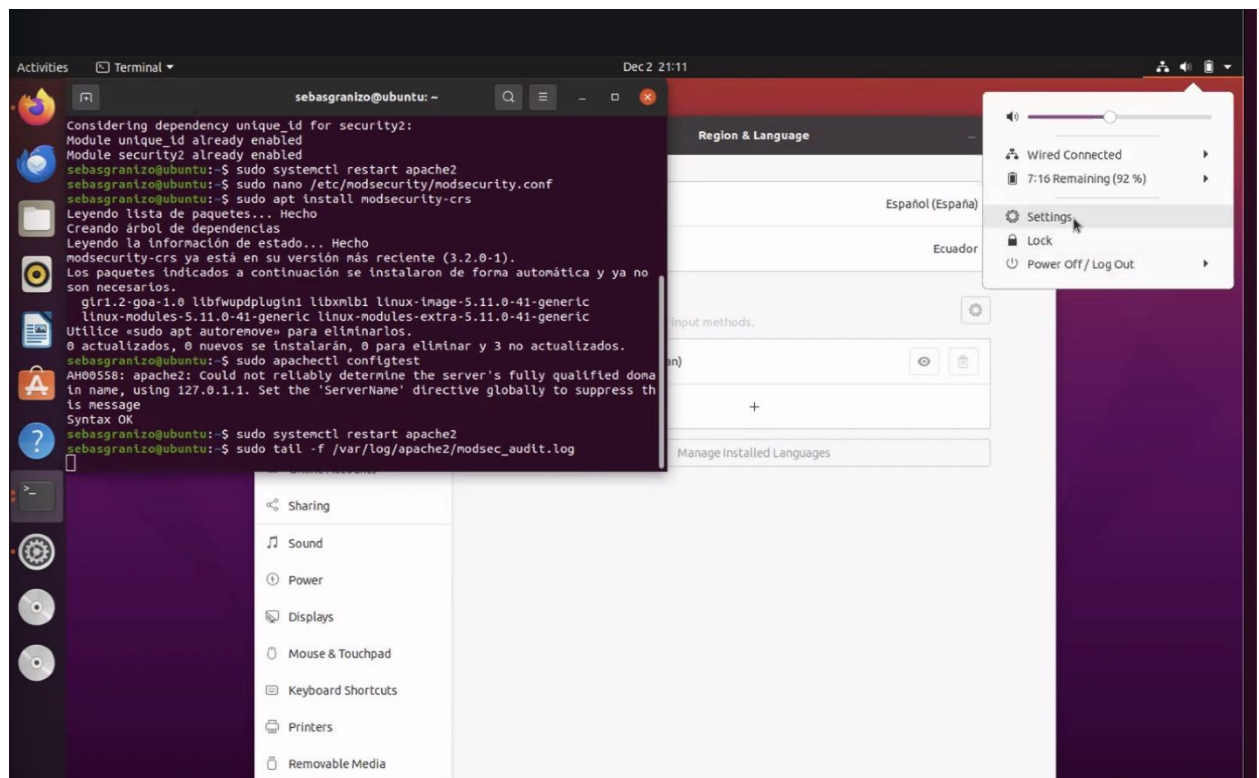 Activities
Terminal
Dec 2 21:11
sebasgranizo@ubuntu: ~
Considering dependency unique_id for security2:
Module unique_id already enabled
Module security2 already enabled
sebasgranizo@ubuntu:~$ sudo systemctl restart apache2
sebasgranizo@ubuntu:~$ sudo nano /etc/modsecurity/modsecurity.conf
sebasgranizo@ubuntu:~$ sudo apt install modsecurity-crs
Leyendo lista de paquetes... Hecho
Creando árbol de dependencias
Leyendo la información de estado... Hecho
modsecurity-crs ya está en su versión más reciente (3.2.0-1).
Los paquetes indicados a continuación se instalaron de forma automática y ya no
son necesarios.
gir1.2-goa-1.0 libfwupdplugin1 libxmlb1 linux-image-5.11.0-41-generic
linux-modules-5.11.0-41-generic linux-modules-extra-5.11.0-41-generic
Utilice «sudo apt autoremove» para eliminarlos.
0 actualizados, 0 nuevos se instalarán, 0 para eliminar y 3 no actualizados.
sebasgranizo@ubuntu:~$ sudo apachectl configtest
AH00558: apache2: Could not reliably determine the server's fully qualified doma
in name, using 127.0.1.1. Set the 'ServerName' directive globally to suppress th
is message
Syntax OK
sebasgranizo@ubuntu:~$ sudo systemctl restart apache2
sebasgranizo@ubuntu:~$ sudo tail -f /var/log/apache2/modsec_audit.log
Region & Language
Español (España)
Ecuador
input methods.
Manage Installed Languages
Wired Connected
7:16 Remaining (92 %)
Settings
Lock
Power Off / Log Out
Sharing
Sound
Power
Displays
Mouse & Touchpad
Keyboard Shortcuts
Printers
Removable Media